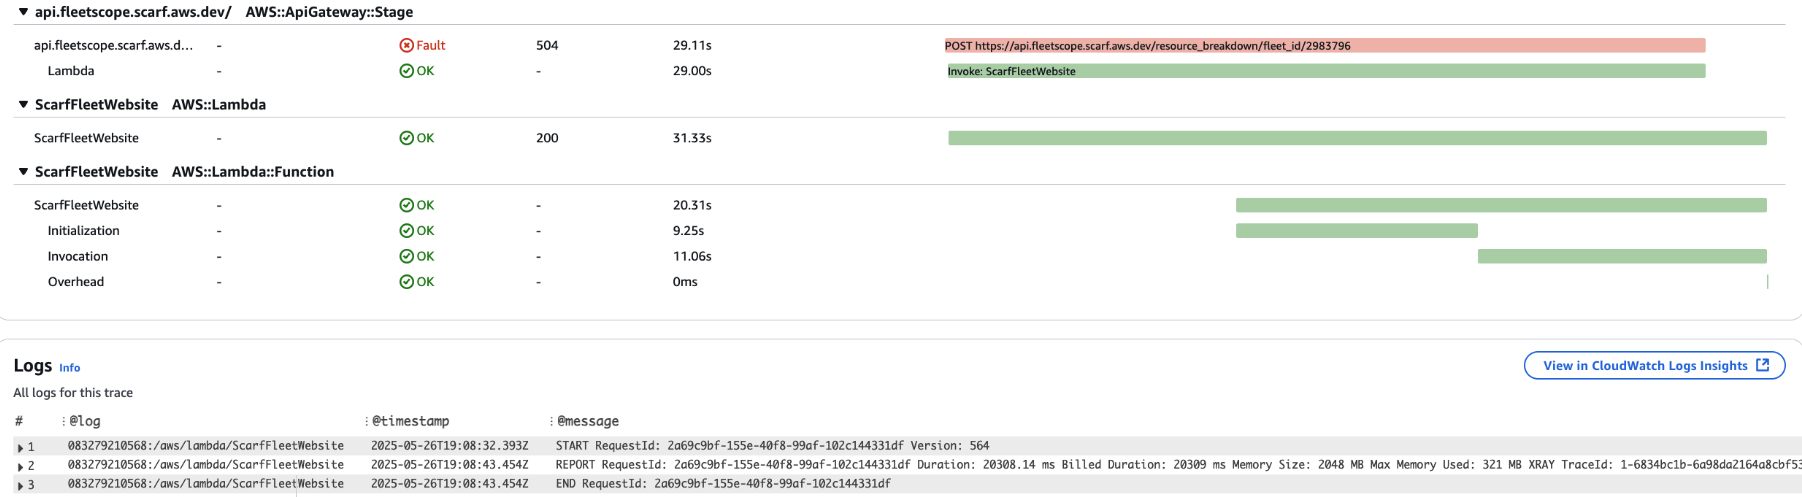 api.fleetscope.scarf.aws.dev/ AWS::ApiGateway::Stage
api.fleetscope.scarf.aws.d... - Fault 504 29.11s POST https://api.fleetscope.scarf.aws.dev/resource_breakdown/fleet_id/2983796
Lambda - OK - 29.00s Invoke: ScarfFleetWebsite
ScarfFleetWebsite AWS::Lambda
ScarfFleetWebsite - OK 200 31.33s
ScarfFleetWebsite AWS::Lambda::Function
ScarfFleetWebsite - OK - 20.31s
Initialization - OK - 9.25s
Invocation - OK - 11.06s
Overhead - OK - 0ms
Logs Info View in CloudWatch Logs Insights
All logs for this trace
# @log @timestamp @message
1 083279210568:/aws/lambda/ScarfFleetWebsite 2025-05-26T19:08:32.393Z START RequestId: 2a69c9bf-155e-40f8-99af-102c144331df Version: 564
2 083279210568:/aws/lambda/ScarfFleetWebsite 2025-05-26T19:08:43.454Z REPORT RequestId: 2a69c9bf-155e-40f8-99af-102c144331df Duration: 20308.14 ms Billed Duration: 20309 ms Memory Size: 2048 MB Max Memory Used: 321 MB XRAY TraceId: 1-6834bc1b-6a98da2164a8cbf53
3 083279210568:/aws/lambda/ScarfFleetWebsite 2025-05-26T19:08:43.454Z END RequestId: 2a69c9bf-155e-40f8-99af-102c144331df